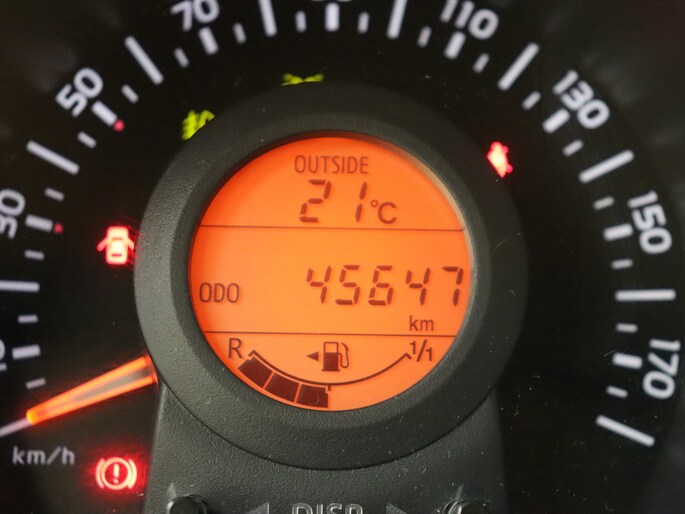 30
50
70
110
130
150
170
OUTSIDE
21°C
ODO 45647
km
R 1/1
km/h
DISP